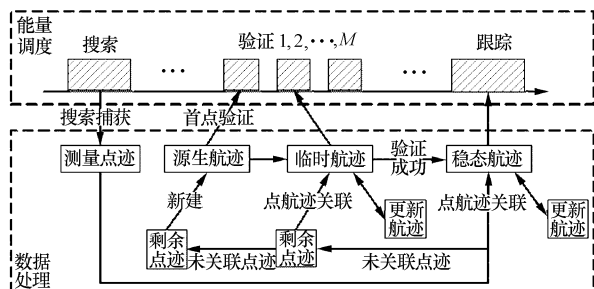 能量
调度
搜索
验证1,2,…,M
跟踪
…
…
搜索捕获
首点验证
测量点迹
源生航迹
临时航迹
验证
成功
稳态航迹
新建
点航迹关联
更新
航迹
点航迹关联
更新
航迹
剩余
点迹
未关联点迹
剩余
点迹
未关联点迹
数据
处理